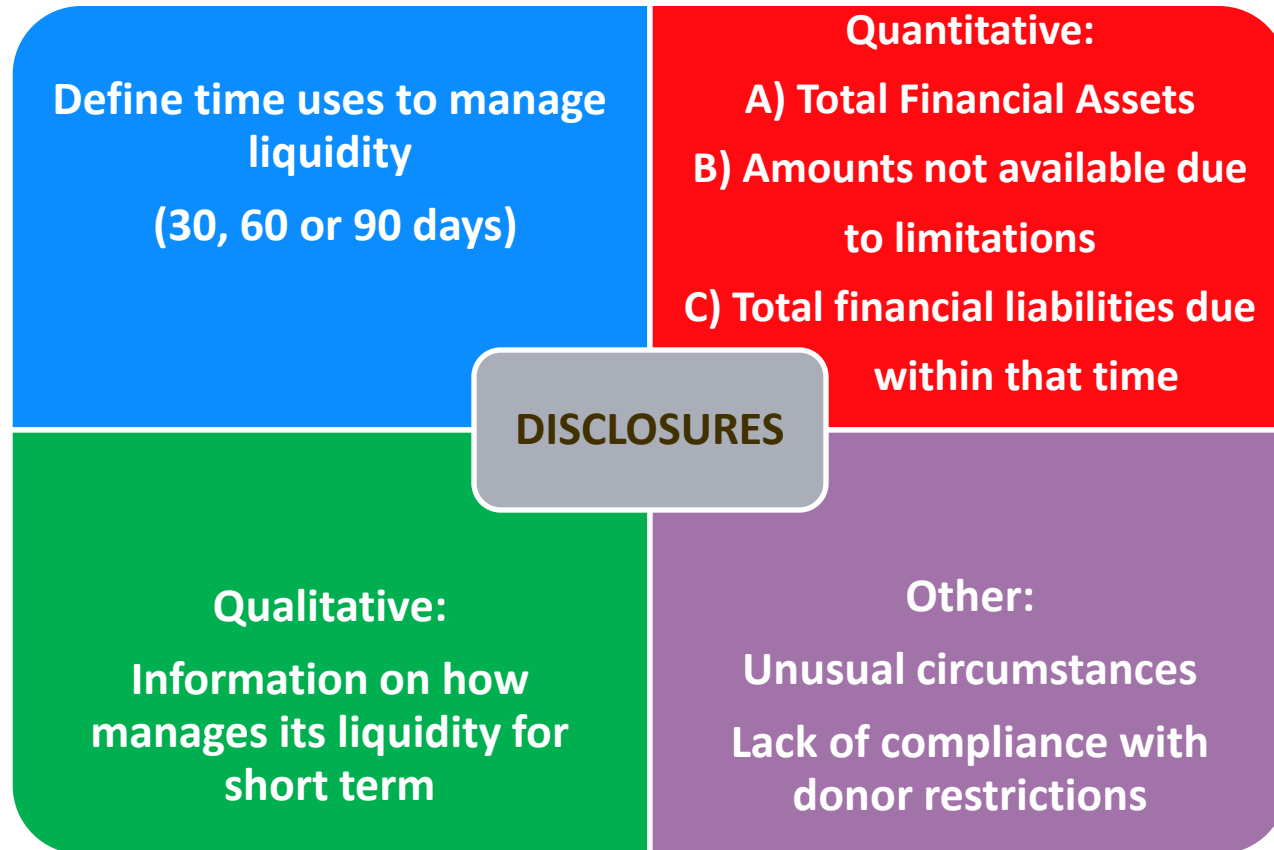 Define time uses to manage
liquidity
(30, 60 or 90 days)
Quantitative:
A) Total Financial Assets
B) Amounts not available due
to limitations
C) Total financial liabilities due
within that time
DISCLOSURES
Qualitative:
Information on how
manages its liquidity for
short term
Other:
Unusual circumstances
Lack of compliance with
donor restrictions